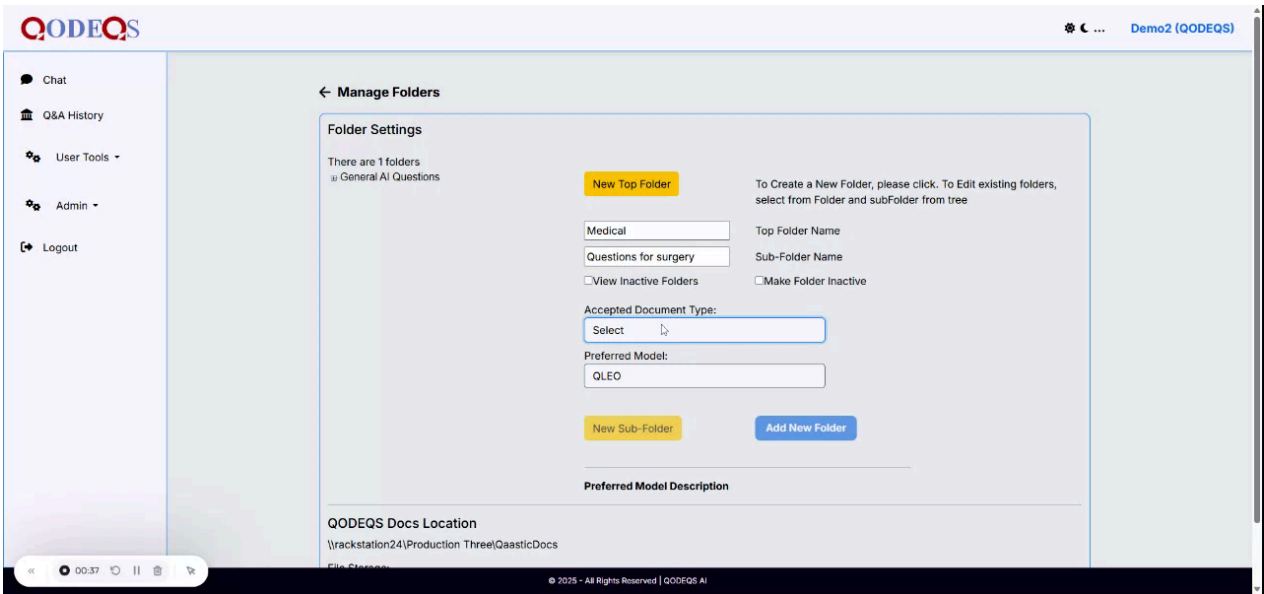 QODEQS
... Demo2 (QODEQS)
Chat
Q&A History
User Tools
Admin
Logout
← Manage Folders
Folder Settings
There are 1 folders
General AI Questions
New Top Folder
To Create a New Folder, please click. To Edit existing folders,
select from Folder and subFolder from tree
Medical Top Folder Name
Questions for surgery Sub-Folder Name
View Inactive Folders Make Folder Inactive
Accepted Document Type:
Select
Preferred Model:
QLEO
New Sub-Folder Add New Folder
Preferred Model Description
QODEQS Docs Location
\\rackstation24\Production Three\QaasticDocs
File Storage:
« 00:37
© 2025 - All Rights Reserved | QODEQS AI